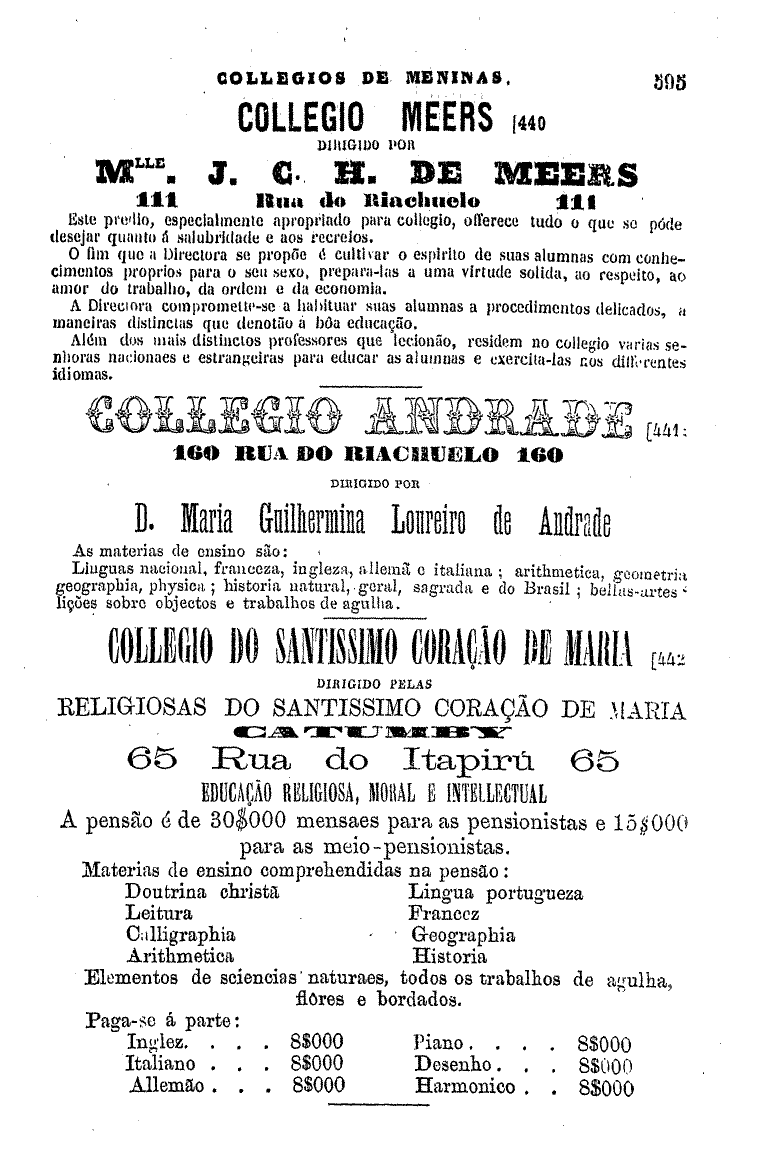 COLLEGIOS DE MENINAS. 595
COLLEGIO MEERS [440
DIRIGIDO POR
MLLE. J. C. H. DE MEERS
111 Rua do Riachuelo 111
Este predio, especialmente apropriado para collegio, offerece tudo o que se póde
desejar quanto á salubridade e aos recreios.
O fim que a Directora se propõe é cultivar o espirito de suas alumnas com conhe-
cimentos proprios para o seu sexo, prepara-las a uma virtude solida, ao respeito, ao
amor do trabalho, da ordem e da economia.
A Directora compromette-se a habituar suas alumnas a procedimentos delicados, a
maneiras distinctas que denotão a bôa educação.
Além dos mais distinctos professores que lecionão, residem no collegio varias se-
nhoras nacionaes e estrangeiras para educar as alumnas e exercita-las nos differentes
idiomas.
COLLEGIO ANDRADE [441
160 RUA DO RIACHUELO 160
DIRIGIDO POR
D. Maria Guilhermina Loureiro de Andrade
As materias de ensino são:
Linguas nacional, franceza, ingleza, allemã e italiana; arithmetica, geometria
geographia, physica; historia natural, geral, sagrada e do Brasil; bellas-artes
lições sobre objectos e trabalhos de agulha.
COLLEGIO DO SANTISSIMO CORAÇÃO DE MARIA [442
DIRIGIDO PELAS
RELIGIOSAS DO SANTISSIMO CORAÇÃO DE MARIA
CATUMBY
65 Rua do Itapirú 65
EDUCAÇÃO RELIGIOSA, MORAL E INTELLECTUAL
A pensão é de 30$000 mensaes para as pensionistas e 15$000
para as meio-pensionistas.
Materias de ensino comprehendidas na pensão:
Doutrina christã Lingua portugueza
Leitura Francez
Calligraphia Geographia
Arithmetica Historia
Elementos de sciencias naturaes, todos os trabalhos de agulha,
flôres e bordados.
Paga-se á parte:
Inglez. . . . 8$000 Piano. . . . 8$000
Italiano . . . 8$000 Desenho. . . 8$000
Allemão . . . 8$000 Harmonico . . 8$000